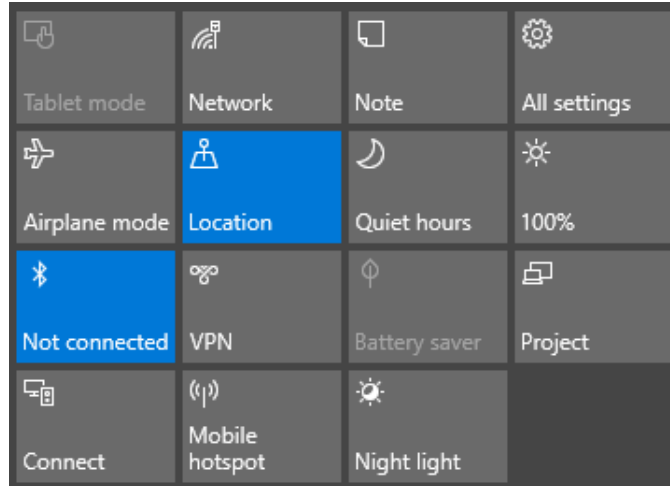 Tablet mode
Network
Note
All settings
Airplane mode
Location
Quiet hours
100%
Not connected
VPN
Battery saver
Project
Connect
Mobile
hotspot
Night light